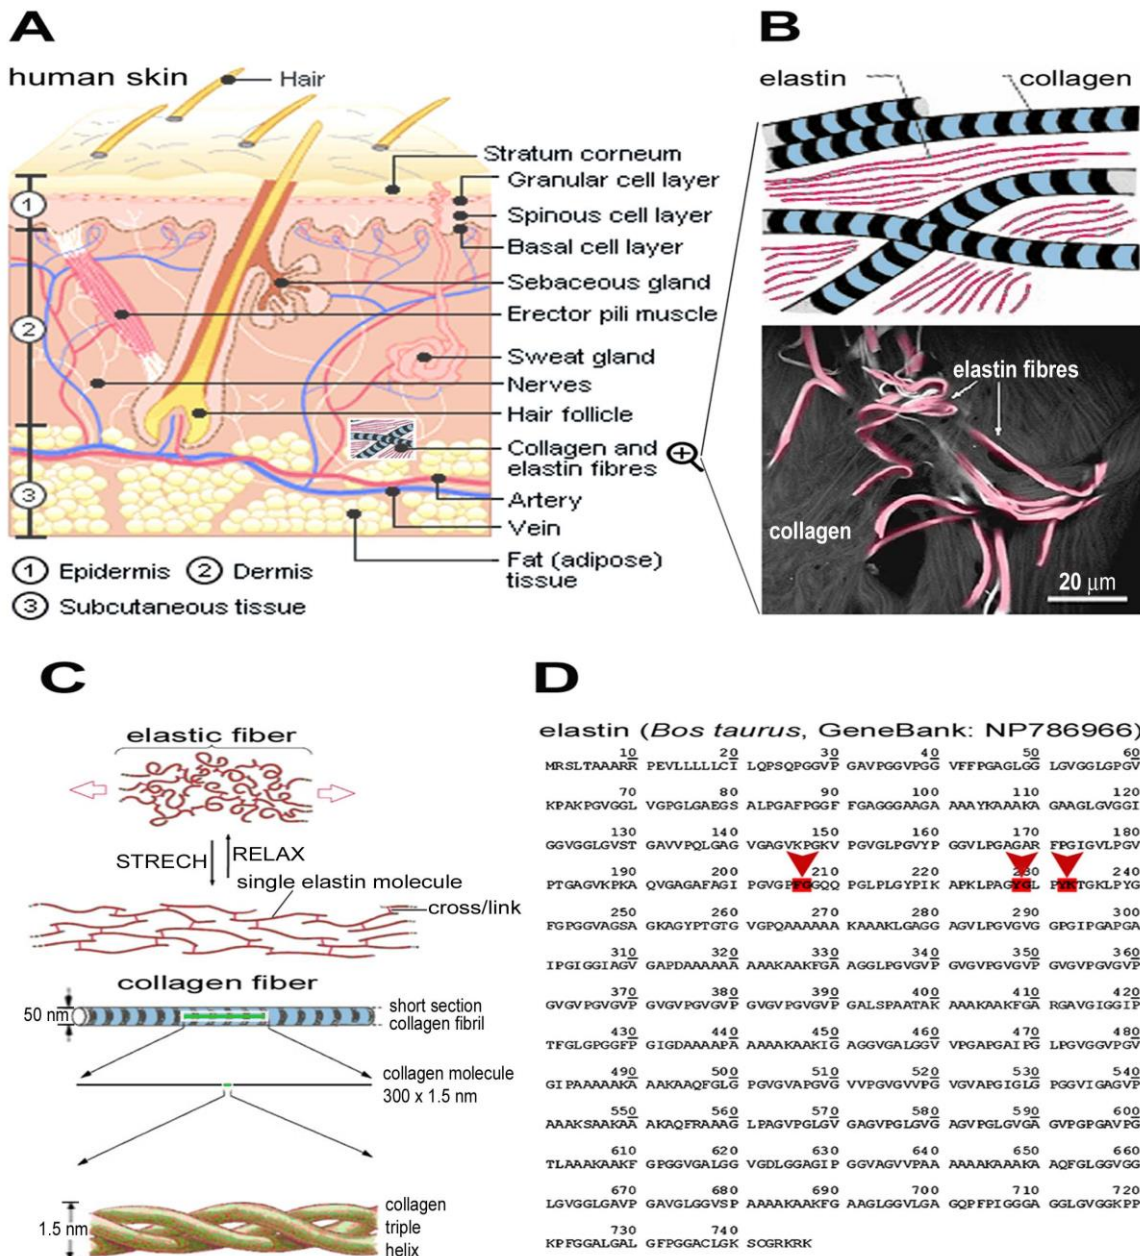 A
human skin
Hair
Stratum corneum
Granular cell layer
Spinous cell layer
Basal cell layer
Sebaceous gland
Erector pili muscle
Sweat gland
Nerves
Hair follicle
Collagen and
elastin fibres
Artery
Vein
Fat (adipose)
tissue
1
2
3
1 Epidermis 2 Dermis
3 Subcutaneous tissue
B
elastin collagen
elastin fibres
collagen
20 µm
C
elastic fiber
STRECH RELAX
single elastin molecule
cross/link
collagen fiber
50 nm
short section
collagen fibril
collagen molecule
300 x 1.5 nm
1.5 nm
collagen
triple
helix
D
elastin (Bos taurus, GeneBank: NP786966)
10 20 30 40 50 60
MRSLTAAARR PEVLLLLLCI LQPSQPGGVP GAVPGGVPGG VFFPGAGLGG LGVGGLGPGV
70 80 90 100 110 120
KPAKPGVGGL VGPGLGAEGS ALPGAFPGGF FGAGGGAAGA AAAYKAAAKA GAAGLGVGGI
130 140 150 160 170 180
GGVGGLGVST GAVVPQLGAG VGAGVKPGKV PGVGLPGVYP GGVLPGAGAR FPGIGVLPGV
190 200 210 220 230 240
PTGAGVKPKA QVGAGAFAGI PGVGPFGGQQ PGLPLGYPIK APKLPAGYGL PYKTGKLPYG
250 260 270 280 290 300
FGPGGVAGSA GKAGYPTGTG VGPQAAAAAA KAAAKLGAGG AGVLPGVGVG GPGIPGAPGA
310 320 330 340 350 360
IPGIGGIAGV GAPDAAAAAA AAAKAAKFGA AGGLPGVGVP GVGVPGVGVP GVGVPGVGVP
370 380 390 400 410 420
GVGVPGVGVP GVGVPGVGVP GVGVPGVGVP GALSPAATAK AAAKAAKFGA RGAVGIGGIP
430 440 450 460 470 480
TFGLGPGGFP GIGDAAAAPA AAAAKAAKIG AGGVGALGGV VPGAPGAIPG LPGVGGVPGV
490 500 510 520 530 540
GIPAAAAAKA AAKAAQFGLG PGVGVAPGVG VVPGVGVVPG VGVAPGIGLG PGGVIGAGVP
550 560 570 580 590 600
AAAKSAAKAA AKAQFRAAAG LPAGVPGLGV GAGVPGLGVG AGVPGLGVGA GVPGPGAVPG
610 620 630 640 650 660
TLAAAKAAKF GPGGVGALGG VGDLGGAGIP GGVAGVVPAA AAAAKAAAKA AQFGLGGVGG
670 680 690 700 710 720
LGVGGLGAVP GAVGLGGVSP AAAAKAAKFG AAGLGGVLGA GQPFPIGGGA GGLGVGGKPP
730 740
KPFGGALGAL GFPGGACLGK SCGRKRK